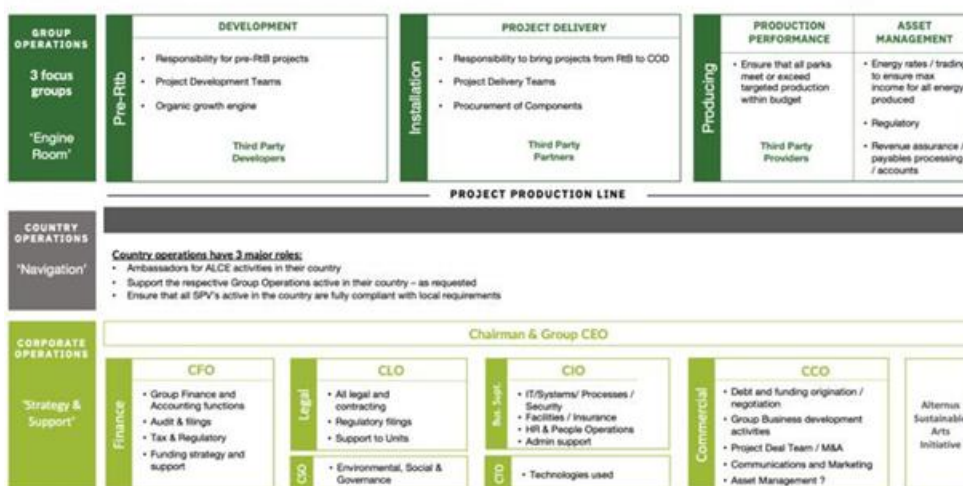 GROUP
OPERATIONS
3 focus
groups
'Engine
Room'
Pre-Rtb
DEVELOPMENT
• Responsibility for pre-RtB projects
• Project Development Teams
• Organic growth engine
Third Party
Developers
Installation
PROJECT DELIVERY
• Responsibility to bring projects from RtB to COD
• Project Delivery Teams
• Procurement of Components
Third Party
Partners
Producing
PRODUCTION
PERFORMANCE
• Ensure that all parks
meet or exceed
targeted production
within budget
Third Party
Providers
ASSET
MANAGEMENT
• Energy rates / trading
to ensure max
income for all energy
produced
• Regulatory
• Revenue assurance /
payables processing
/ accounts
PROJECT PRODUCTION LINE
COUNTRY
OPERATIONS
'Navigation'
Country operations have 3 major roles:
• Ambassadors for ALCE activities in their country
• Support the respective Group Operations active in their country – as requested
• Ensure that all SPV's active in the country are fully compliant with local requirements
CORPORATE
OPERATIONS
'Strategy &
Support'
Chairman & Group CEO
Finance
CFO
• Group Finance and
Accounting functions
• Audit & filings
• Tax & Regulatory
• Funding strategy and
support
Legal
CLO
• All legal and
contracting
• Regulatory filings
• Support to Units
CSO
• Environmental, Social &
Governance
Bus. Supt.
CIO
• IT/Systems/ Processes /
Security
• Facilities / Insurance
• HR & People Operations
• Admin support
CTO
• Technologies used
Commercial
CCO
• Debt and funding origination /
negotiation
• Group Business development
activities
• Project Deal Team / M&A
• Communications and Marketing
• Asset Management ?
Alternus
Sustainable
Arts
Initiative